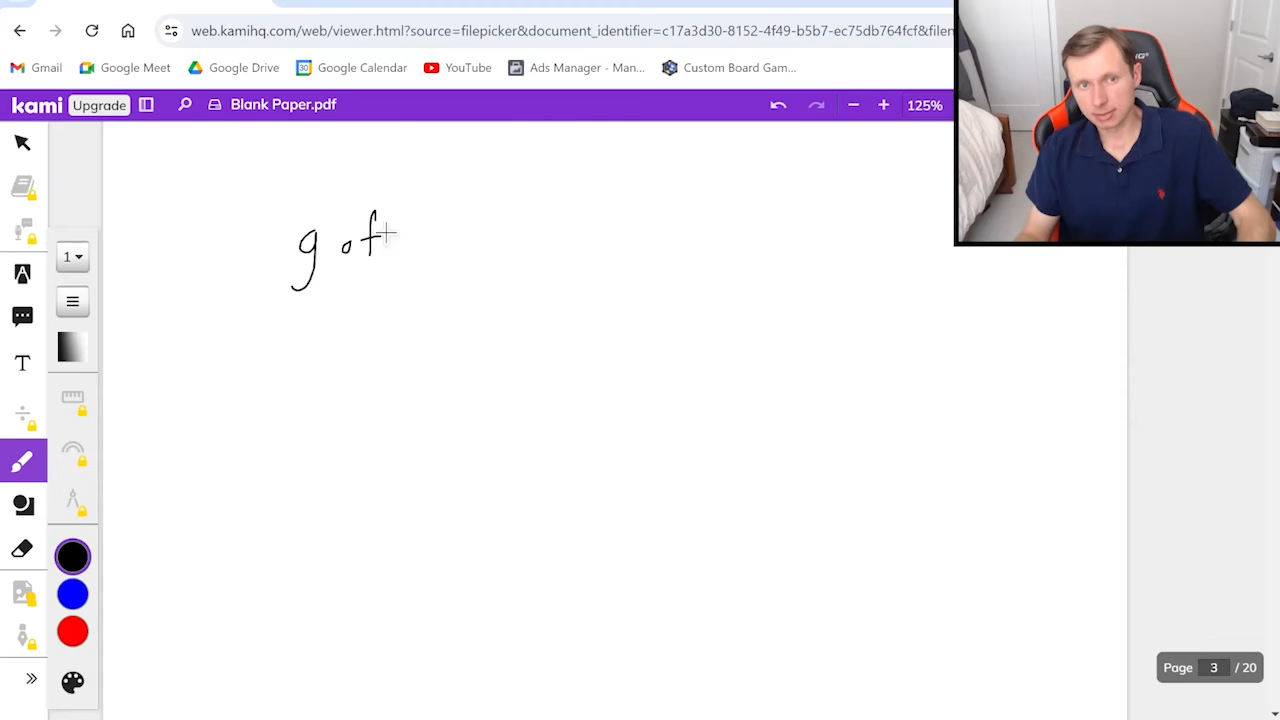 web.kamihq.com/web/viewer.html?source=filepicker&document_identifier=c17a3d30-8152-4f49-b5b7-ec75db764fcf&filen
Gmail Google Meet Google Drive 30 Google Calendar YouTube Ads Manager - Man... Custom Board Gam...
kami Upgrade Blank Paper.pdf 125%
g of
1
T
Page 3 / 20